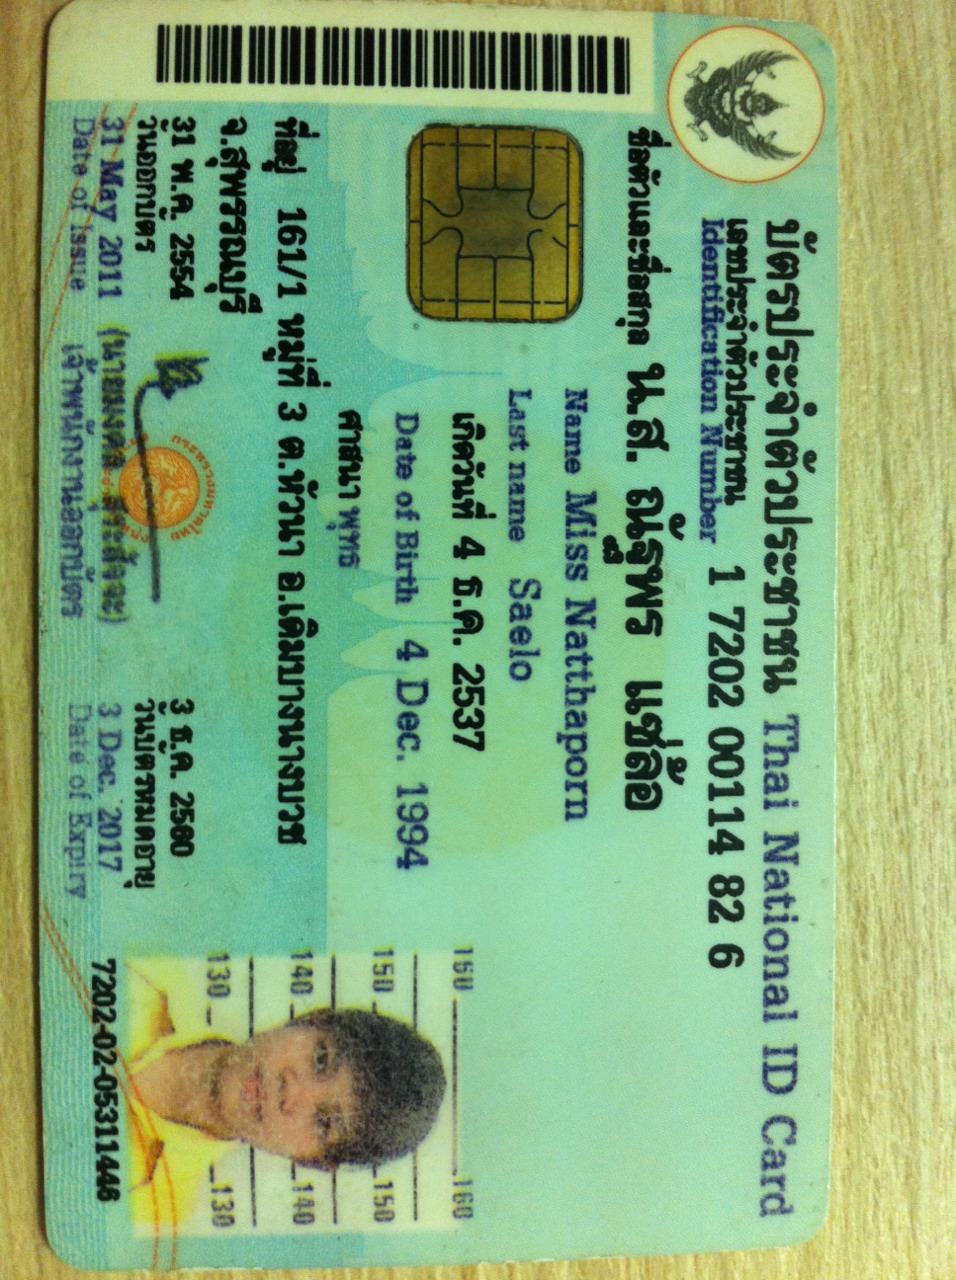 บัตรประจำตัวประชาชน Thai National ID Card
เลขประจำตัวประชาชน
Identification Number
1 7202 00114 82 6
ชื่อตัวและชื่อสกุล น.ส. ณัฐพร แซ่ล้อ
Name Miss Natthaporn
Last name Saelo
เกิดวันที่ 4 ธ.ค. 2537
Date of Birth 4 Dec. 1994
ศาสนา พุทธ
ที่อยู่ 161/1 หมู่ที่ 3 ต.หัวนา อ.เดิมบางนางบวช
จ.สุพรรณบุรี
31 พ.ค. 2554
วันออกบัตร
31 May 2011
Date of Issue
เจ้าพนักงานออกบัตร
3 ธ.ค. 2560
วันบัตรหมดอายุ
3 Dec. 2017
Date of Expiry
160 160
150 150
140 140
130 130
7202-02-05311446